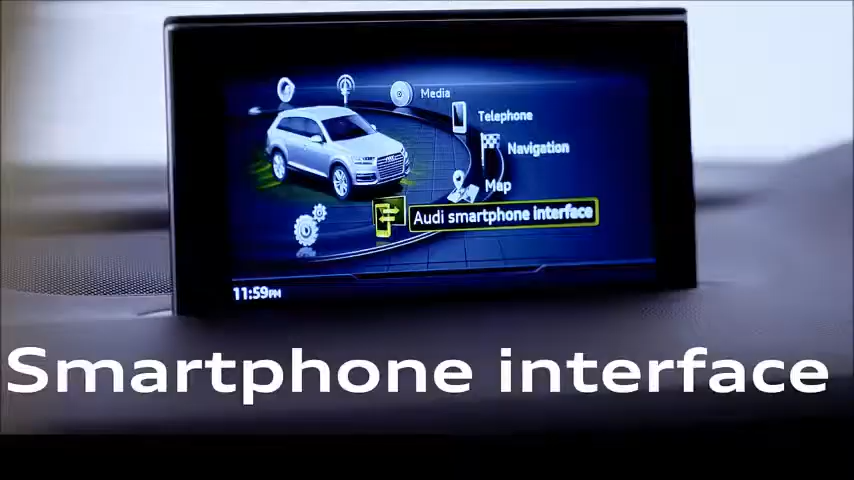 Media
Telephone
Navigation
Map
Audi smartphone interface
11:59PM
Smartphone interface